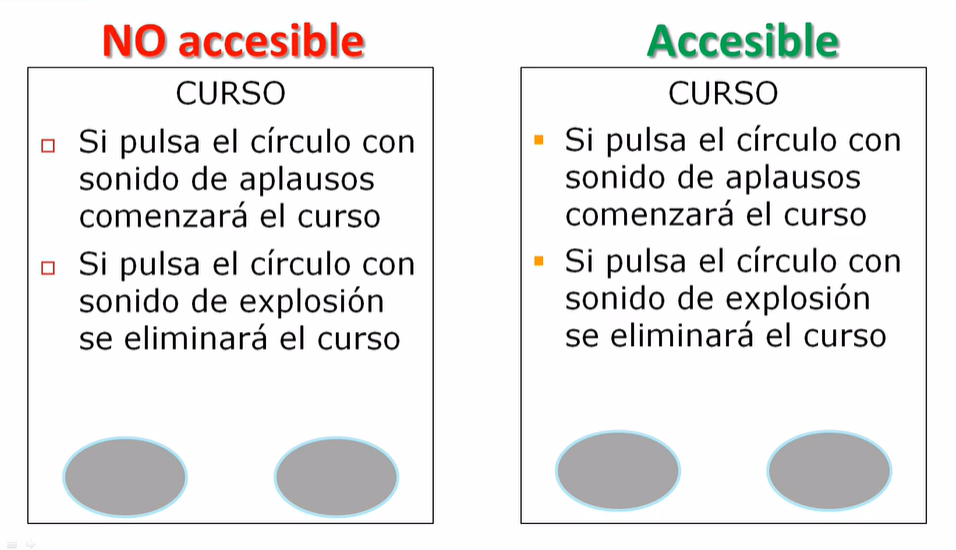 NO accesible
CURSO
Si pulsa el círculo con
sonido de aplausos
comenzará el curso
Si pulsa el círculo con
sonido de explosión
se eliminará el curso
Accesible
CURSO
Si pulsa el círculo con
sonido de aplausos
comenzará el curso
Si pulsa el círculo con
sonido de explosión
se eliminará el curso